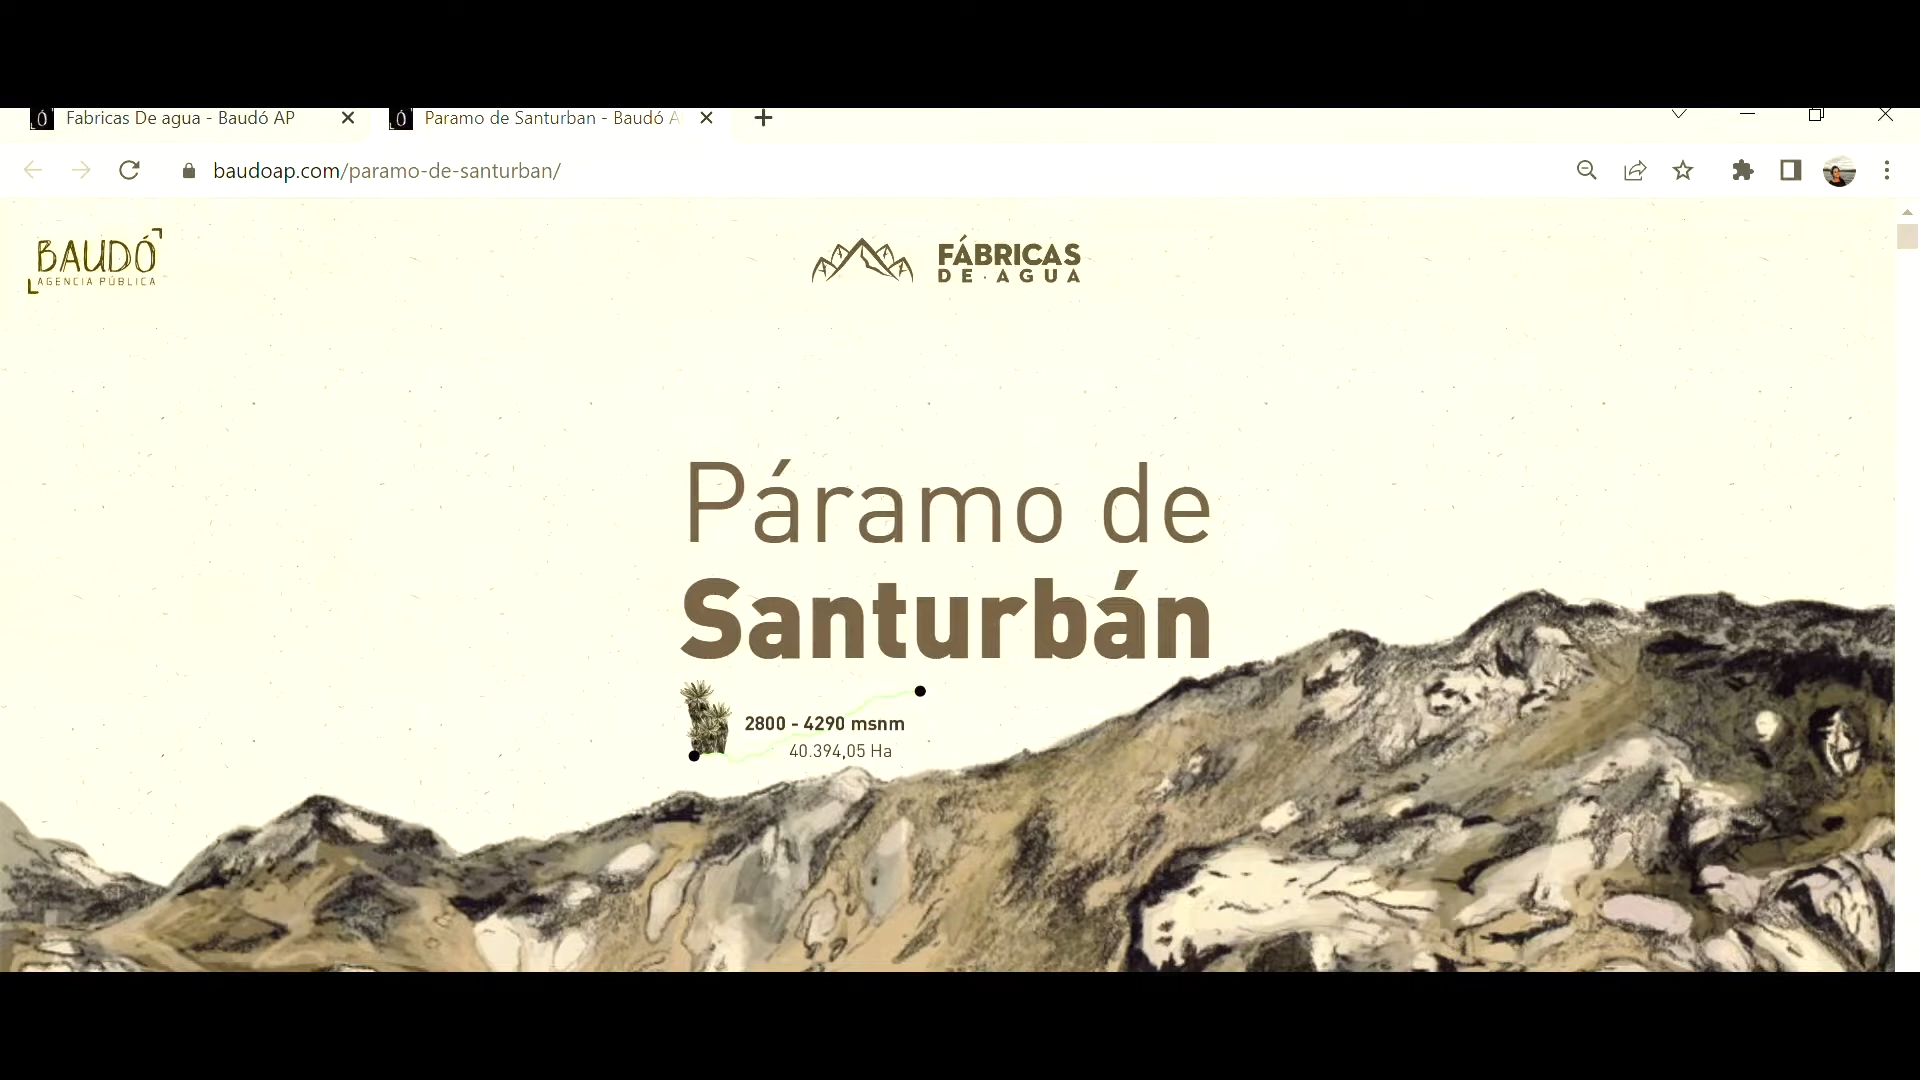 Fabricas De agua - Baudó AP
Paramo de Santurban - Baudó A
baudoap.com/paramo-de-santurban/
BAUDÓ
AGENCIA PÚBLICA
FÁBRICAS
DE · AGUA
Páramo de
Santurbán
2800 - 4290 msnm
40.394,05 Ha